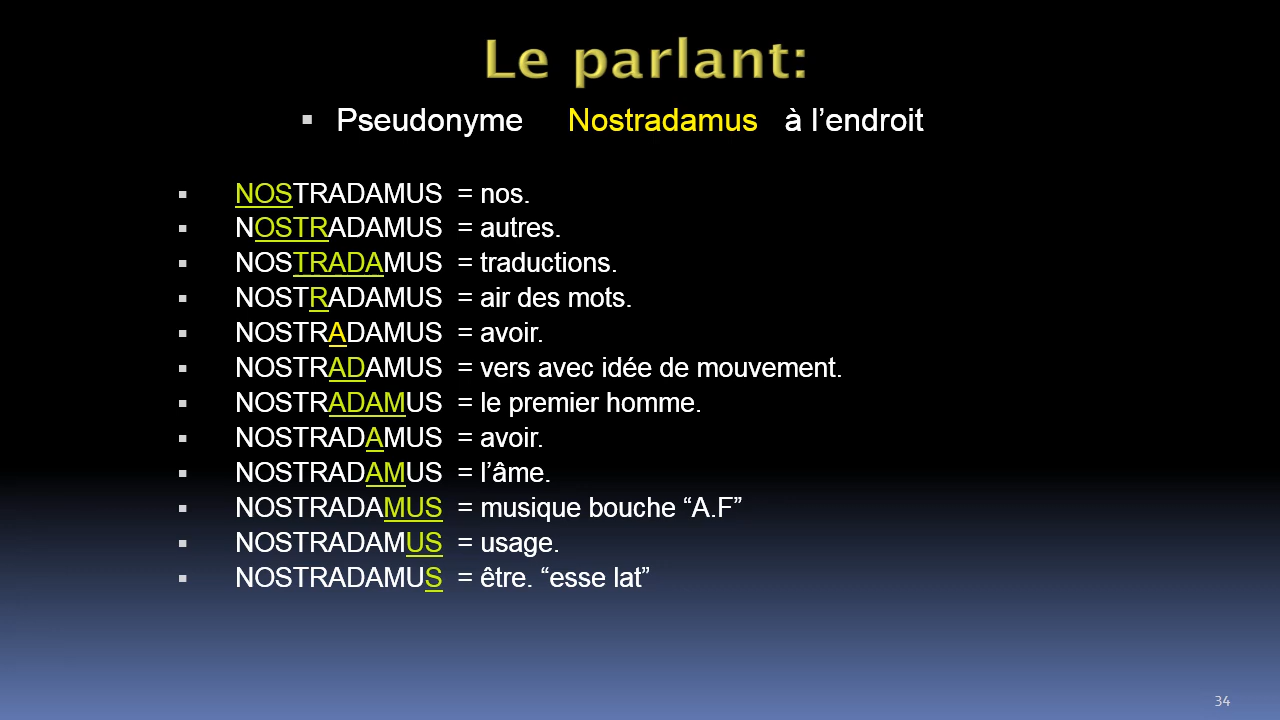 Le parlant:
▪ Pseudonyme Nostradamus à l’endroit
▪ NOSTRADAMUS = nos.
▪ NOSTRADAMUS = autres.
▪ NOSTRADAMUS = traductions.
▪ NOSTRADAMUS = air des mots.
▪ NOSTRADAMUS = avoir.
▪ NOSTRADAMUS = vers avec idée de mouvement.
▪ NOSTRADAMUS = le premier homme.
▪ NOSTRADAMUS = avoir.
▪ NOSTRADAMUS = l’âme.
▪ NOSTRADAMUS = musique bouche “A.F”
▪ NOSTRADAMUS = usage.
▪ NOSTRADAMUS = être. “esse lat”
34